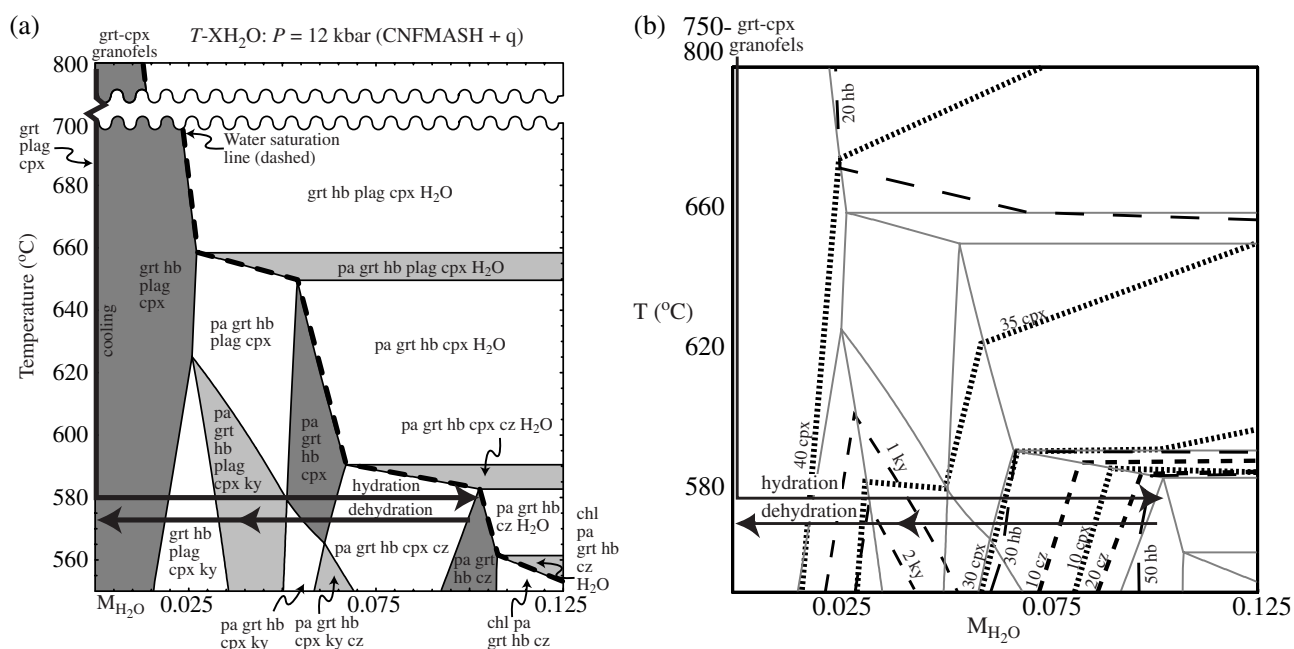 (a)
grt-cpx
granofels
T-XH2O: P = 12 kbar (CNFMASH + q)
800
700
680
660
640
620
600
580
560
Temperature (oC)
grt
plag
cpx
Water saturation
line (dashed)
grt hb plag cpx H2O
grt hb
plag
cpx
cooling
pa grt hb plag cpx H2O
pa grt hb
plag cpx
pa grt hb cpx H2O
pa
grt
hb
plag
cpx ky
pa
grt
hb
cpx
pa grt hb cpx cz H2O
hydration
dehydration
pa grt
hb
cz H2O
grt hb
plag
cpx ky
pa grt hb cpx cz
pa grt
hb cz
chl
pa
grt hb
cz
H2O
MH2O
0.025
0.075
0.125
pa grt hb
cpx ky
pa grt hb
cpx ky cz
chl pa
grt hb cz
(b)
750-
800
grt-cpx
granofels
660
620
580
T (oC)
20 hb
35 cpx
40 cpx
1 ky
hydration
dehydration
2 ky
30 cpx
30 hb
10 cz
10 cpx
20 cz
50 hb
0.025
0.075
0.125
MH2O